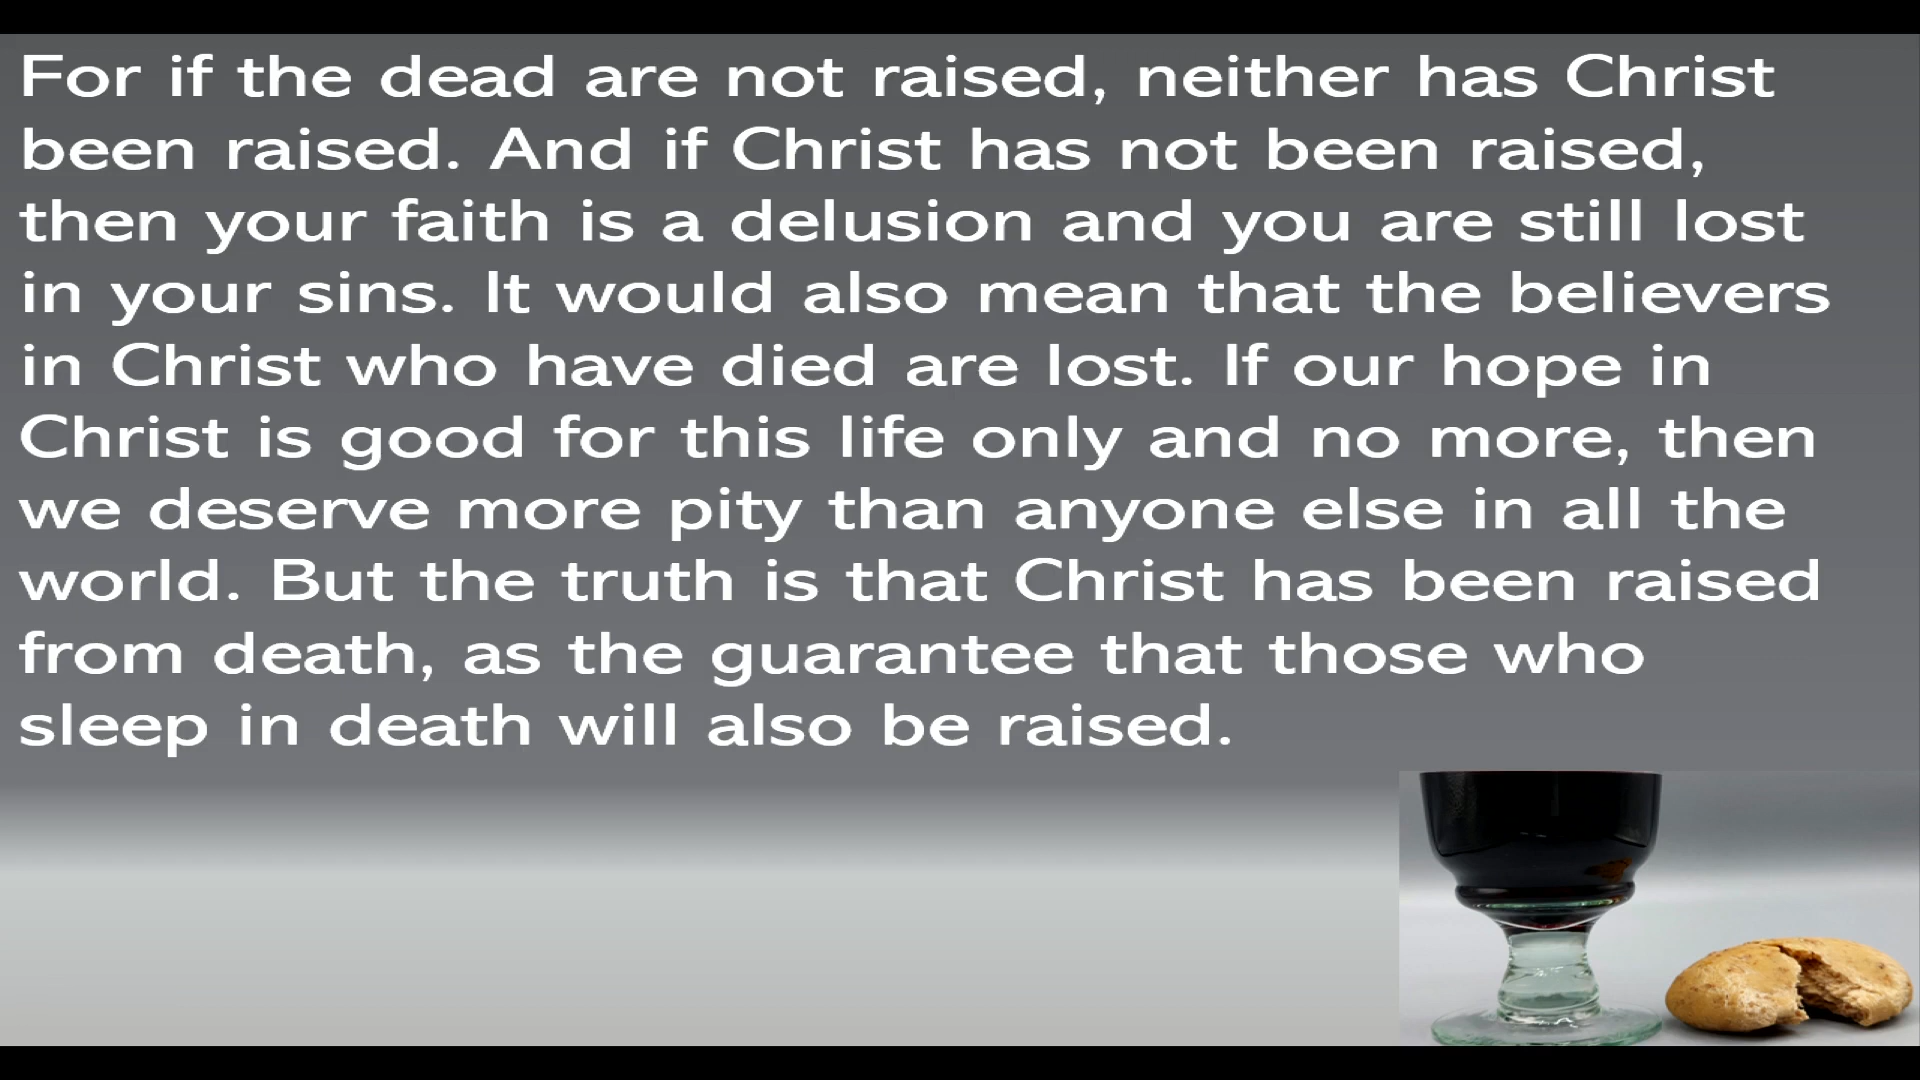 For if the dead are not raised, neither has Christ
been raised. And if Christ has not been raised,
then your faith is a delusion and you are still lost
in your sins. It would also mean that the believers
in Christ who have died are lost. If our hope in
Christ is good for this life only and no more, then
we deserve more pity than anyone else in all the
world. But the truth is that Christ has been raised
from death, as the guarantee that those who
sleep in death will also be raised.